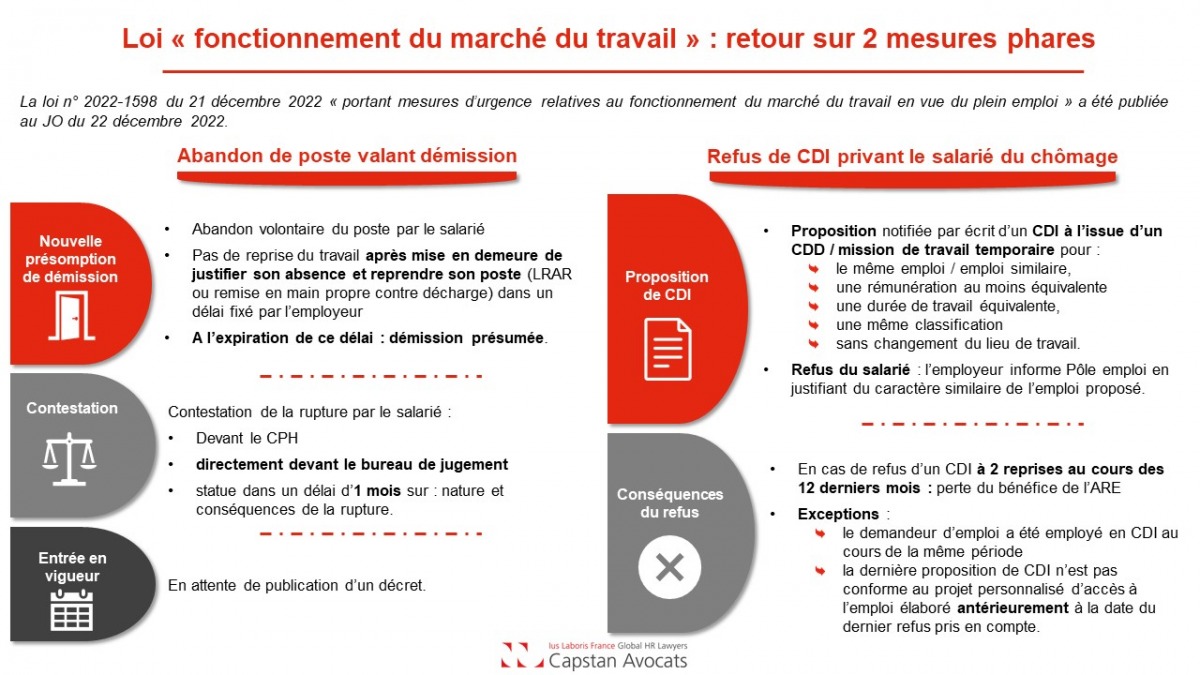 Loi « fonctionnement du marché du travail » : retour sur 2 mesures phares
La loi n° 2022-1598 du 21 décembre 2022 « portant mesures d’urgence relatives au fonctionnement du marché du travail en vue du plein emploi » a été publiée
au JO du 22 décembre 2022.
Abandon de poste valant démission
Nouvelle
présomption
de démission
• Abandon volontaire du poste par le salarié
• Pas de reprise du travail après mise en demeure de
justifier son absence et reprendre son poste (LRAR
ou remise en main propre contre décharge) dans un
délai fixé par l’employeur
• A l’expiration de ce délai : démission présumée.
Contestation
Contestation de la rupture par le salarié :
• Devant le CPH
• directement devant le bureau de jugement
• statue dans un délai d’1 mois sur : nature et
conséquences de la rupture.
Entrée en
vigueur
En attente de publication d’un décret.
Refus de CDI privant le salarié du chômage
Proposition
de CDI
• Proposition notifiée par écrit d’un CDI à l’issue d’un
CDD / mission de travail temporaire pour :
le même emploi / emploi similaire,
une rémunération au moins équivalente
une durée de travail équivalente,
une même classification
sans changement du lieu de travail.
• Refus du salarié : l’employeur informe Pôle emploi en
justifiant du caractère similaire de l’emploi proposé.
Conséquences
du refus
• En cas de refus d’un CDI à 2 reprises au cours des
12 derniers mois : perte du bénéfice de l’ARE
• Exceptions :
le demandeur d’emploi a été employé en CDI au
cours de la même période
la dernière proposition de CDI n’est pas
conforme au projet personnalisé d’accès à
l’emploi élaboré antérieurement à la date du
dernier refus pris en compte.
Ius Laboris France Global HR Lawyers
Capstan Avocats